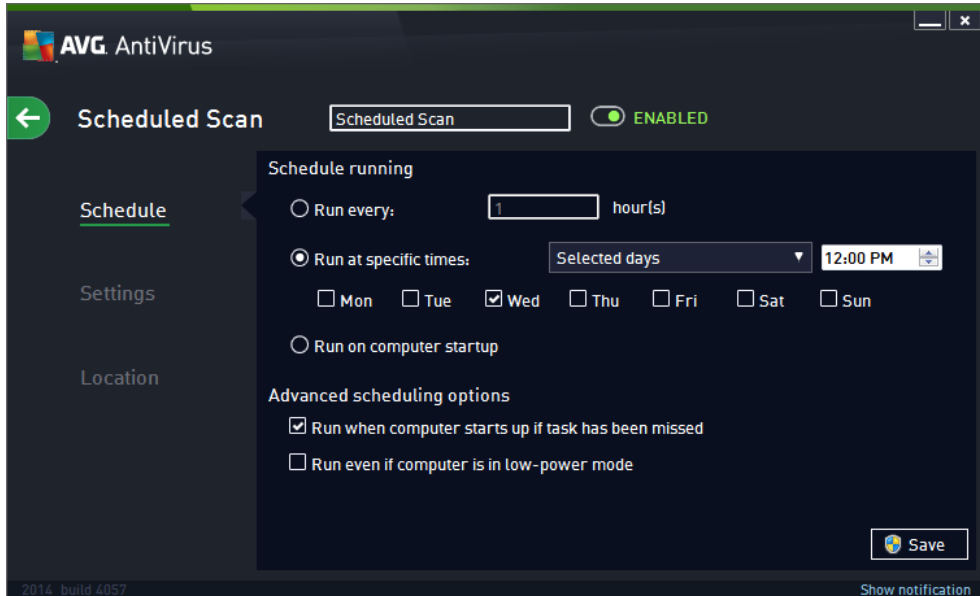 AVG. AntiVirus
Scheduled Scan
Scheduled Scan
ENABLED
Schedule
Settings
Location
Schedule running
Run every: 1 hour(s)
Run at specific times: Selected days 12:00 PM
Mon Tue Wed Thu Fri Sat Sun
Run on computer startup
Advanced scheduling options
Run when computer starts up if task has been missed
Run even if computer is in low-power mode
Save
2014 build 4057
Show notification